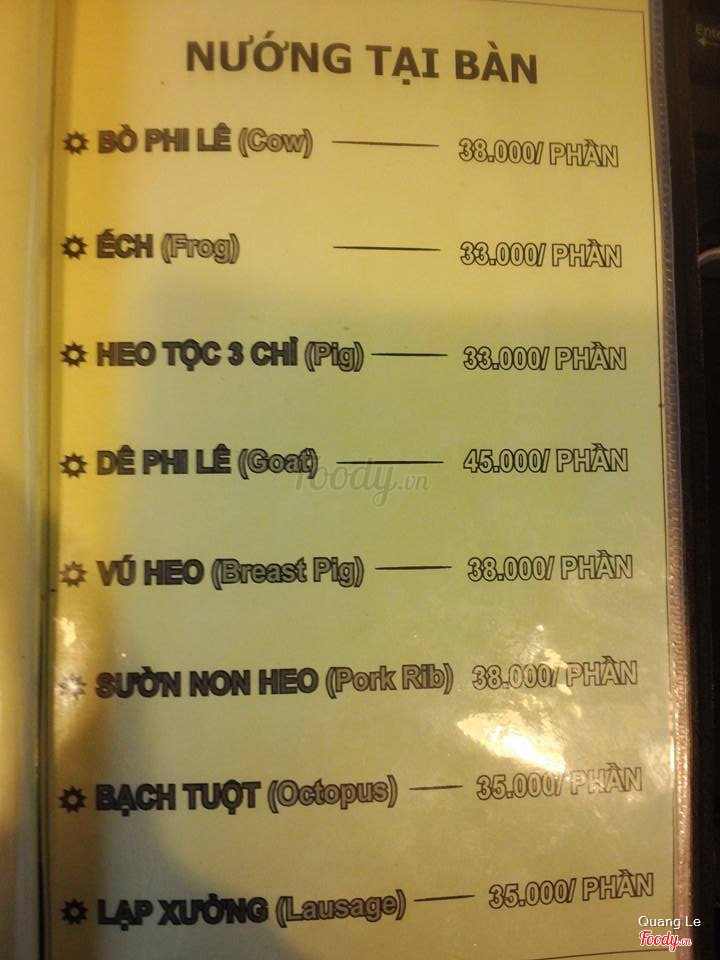 NƯỚNG TẠI BÀN
BÒ PHI LÊ (Cow) 38.000/ PHẦN
ẾCH (Frog) 33.000/ PHẦN
HEO TỘC 3 CHỈ (Pig) 33.000/ PHẦN
DÊ PHI LÊ (Goat) 45.000/ PHẦN
foody.vn
VÚ HEO (Breast Pig) 38.000/ PHẦN
SƯỜN NON HEO (Pork Rib) 38.000/ PHẦN
BẠCH TUỘT (Octopus) 35.000/ PHẦN
LẠP XƯỞNG (Lausage) 35.000/ PHẦN
Quang Le
Foody.vn